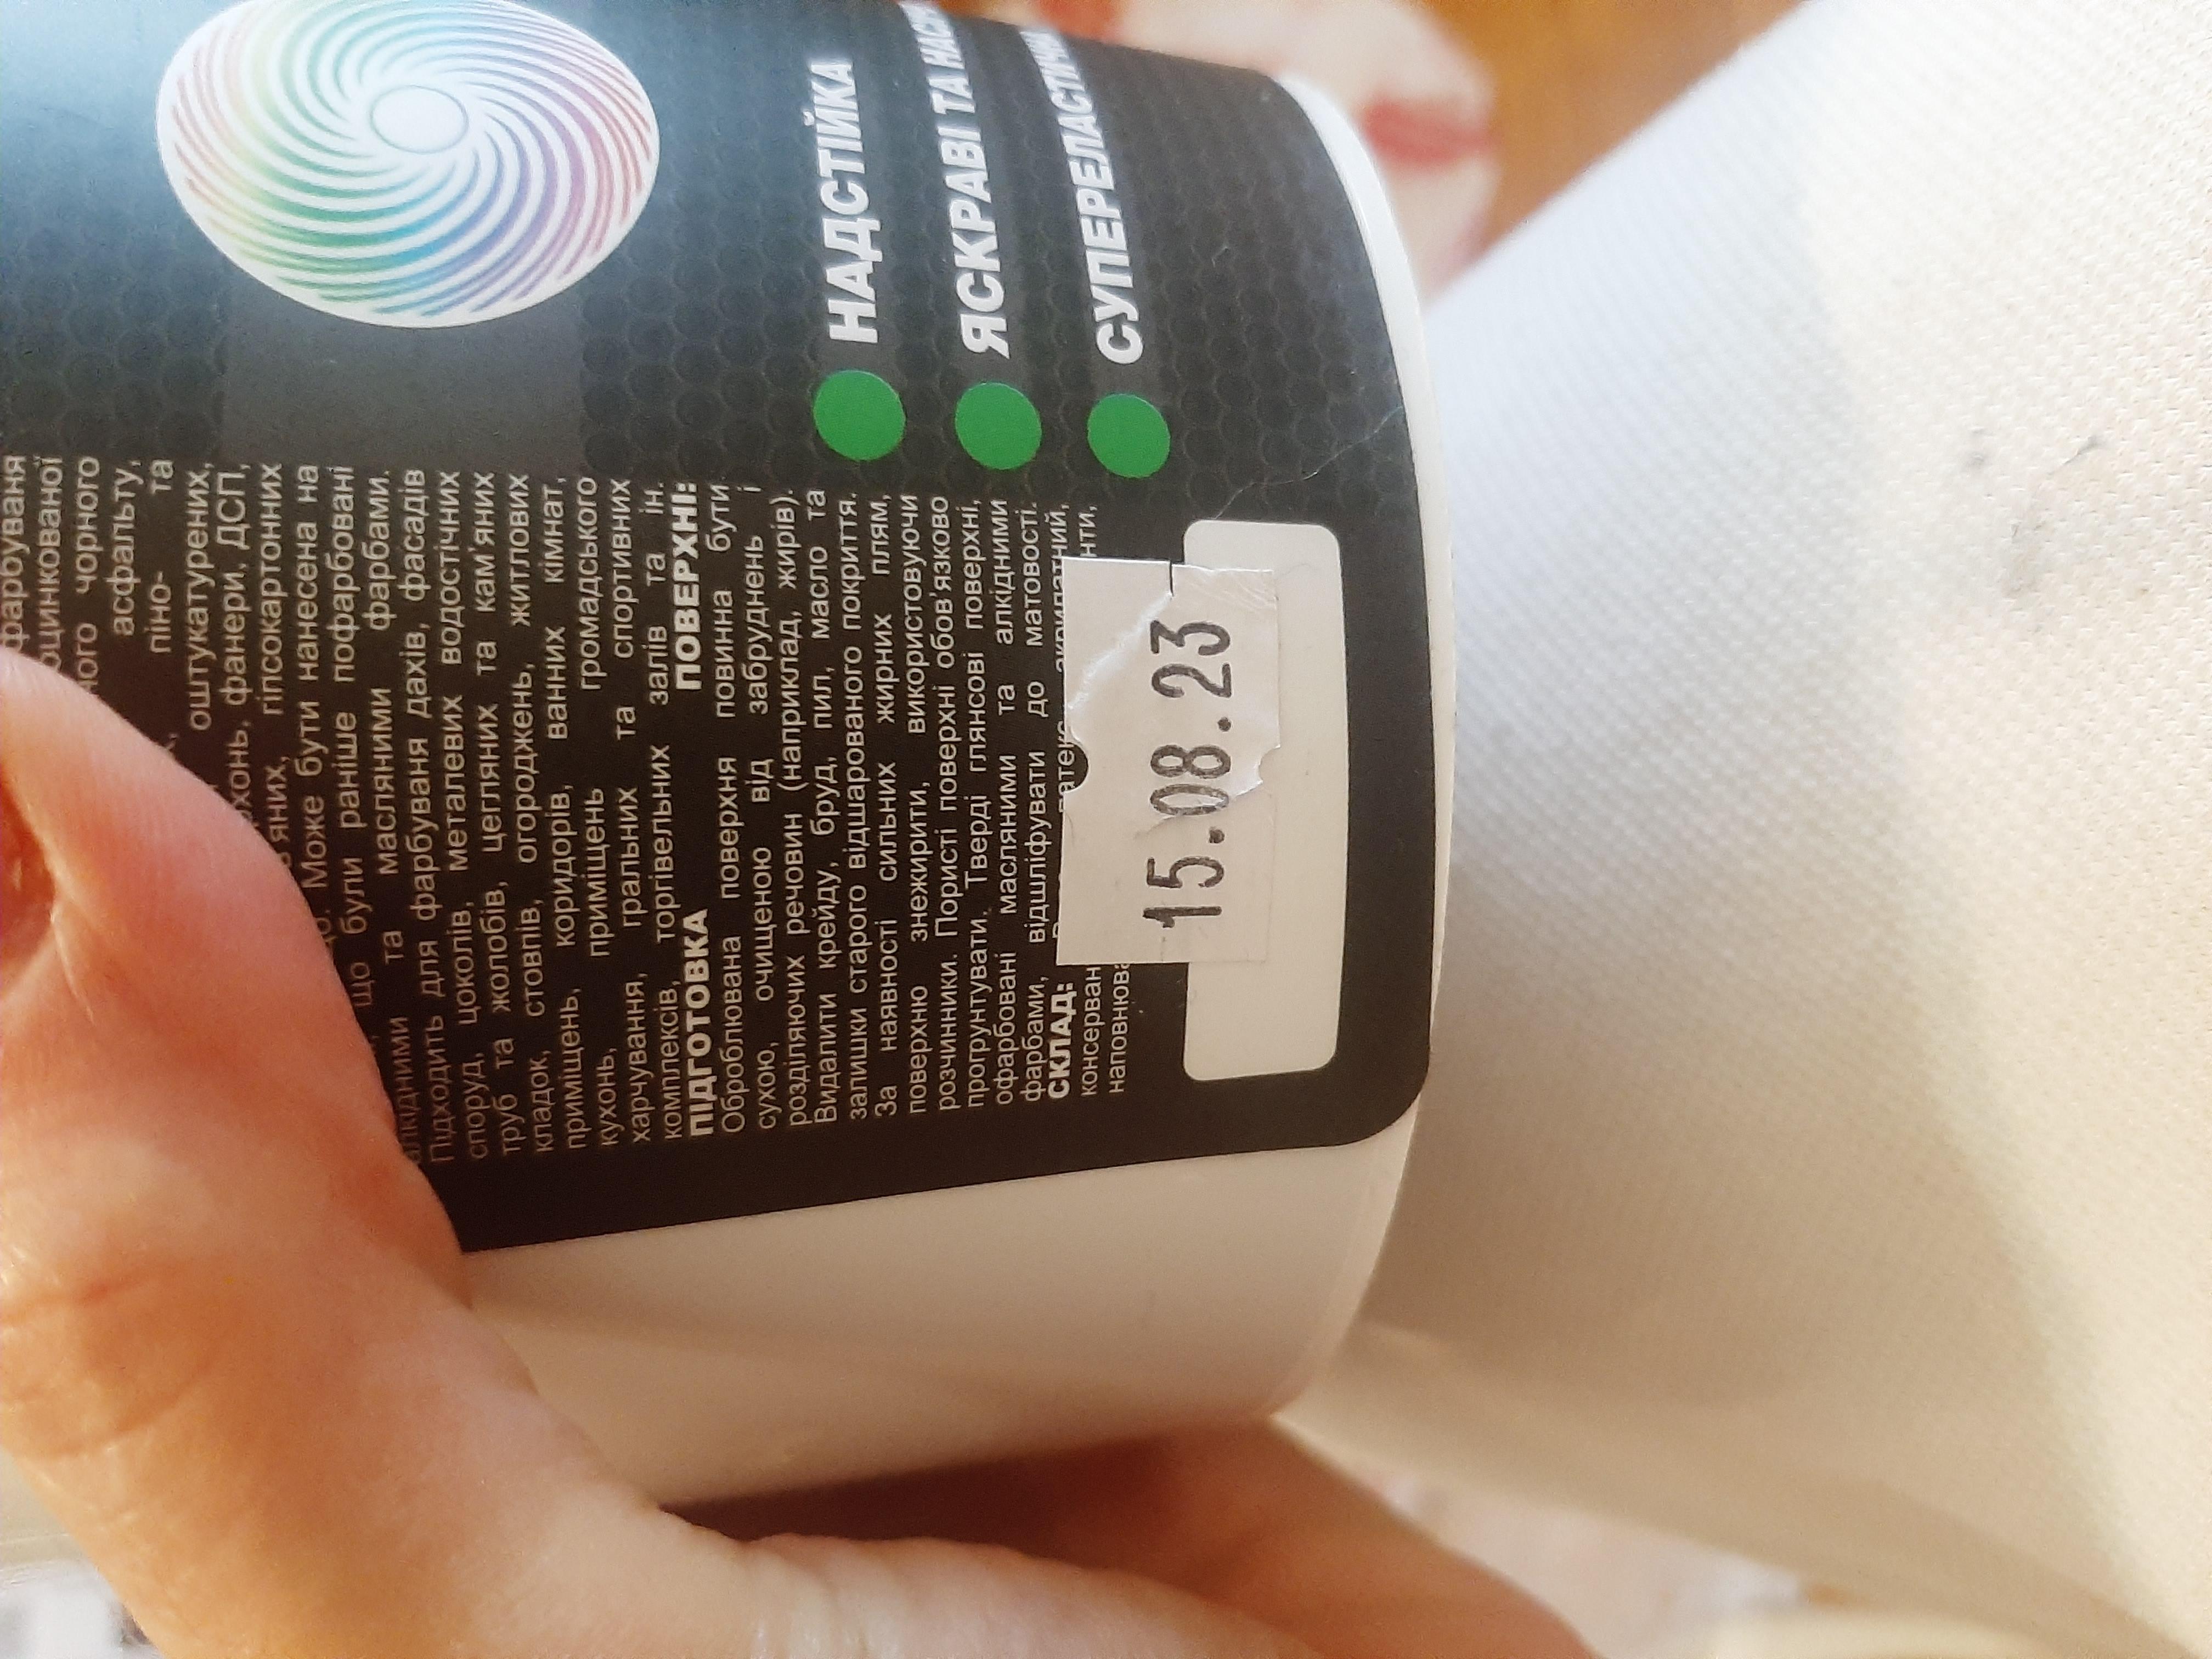 фарбуваня
оцинкованої
ного чорного
асфальту,
піно- та
оштукатурених,
фанери, ДСП,
гіпсокартонних
Може бути нанесена на
що були раніше пофарбовані
та масляними фарбами.
Підходить для фарбуваня дахів, фасадів
споруд, цоколів, металевих водостічних
труб та жолобів, цегляних та кам'яних
кладок, стовпів, огороджень, житлових
приміщень, коридорів, ванних кімнат,
кухонь, приміщень громадського
харчування, гральних та спортивних
комплексів, торгівельних залів та ін.
ПІДГОТОВКА ПОВЕРХНІ:
Оброблювана поверхня повинна бути
сухою, очищеною від забруднень і
розділяючих речовин (наприклад, жирів).
Видалити крейду, бруд, пил, масло та
залишки старого відшарованого покриття.
За наявності сильних жирних плям,
поверхню знежирити, використовуючи
розчинники. Пористі поверхні обов'язково
прогрунтувати. Тверді глянсові поверхні,
офарбовані масляними та алкідними
фарбами, відшліфувати до матовості.
СКЛАД:
консерван
наповнюва
15.08.23
НАДСТІЙКА
ЯСКРАВІ ТА
СУПЕРЕЛАСТИЧНА